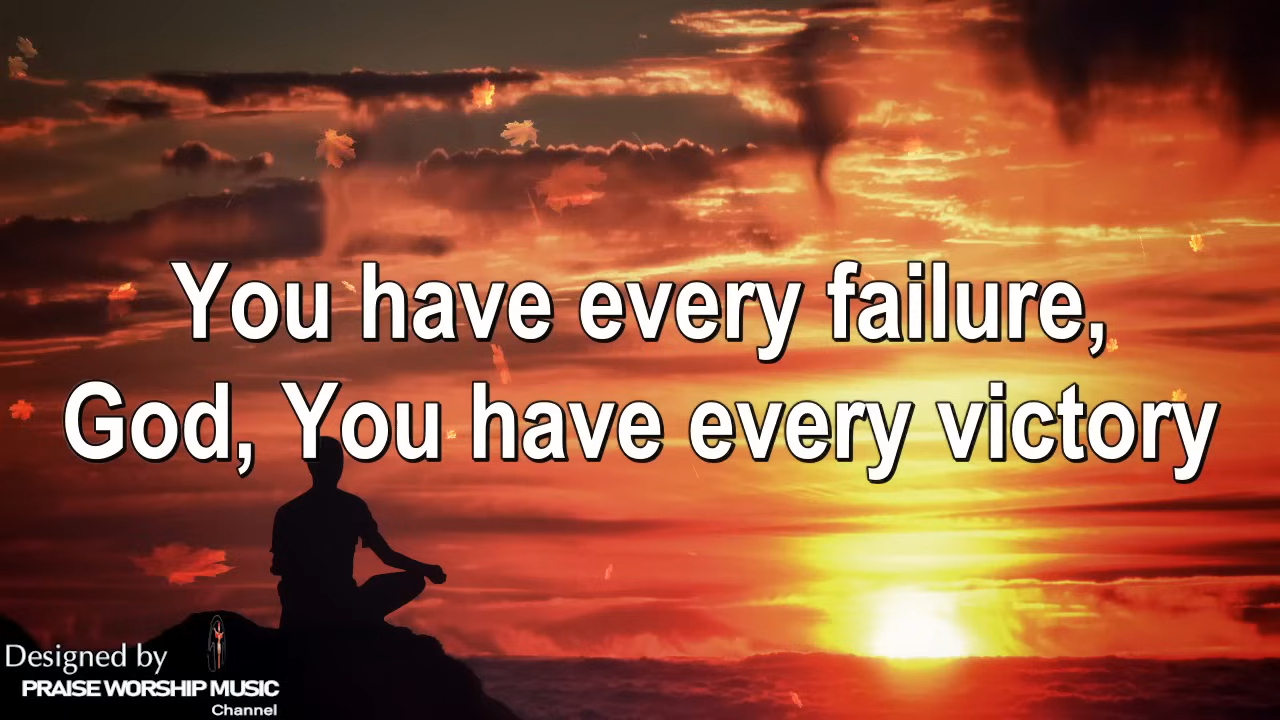 You have every failure,
God, You have every victory
Designed by
PRAISE WORSHIP MUSIC
Channel